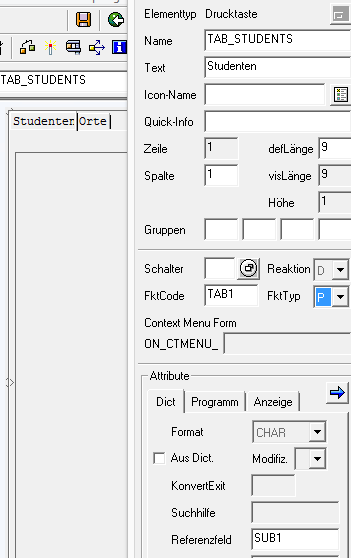 TAB_STUDENTS
Studenten Orte
Elementtyp Drucktaste
Name TAB_STUDENTS
Text Studenten
Icon-Name
Quick-Info
Zeile 1 defLänge 9
Spalte 1 visLänge 9
Höhe 1
Gruppen
Schalter Reaktion D
FktCode TAB1 FktTyp P
Context Menu Form
ON_CTMENU_
Attribute
Dict Programm Anzeige
Format CHAR
Aus Dict. Modifiz.
KonvertExit
Suchhilfe
Referenzfeld SUB1